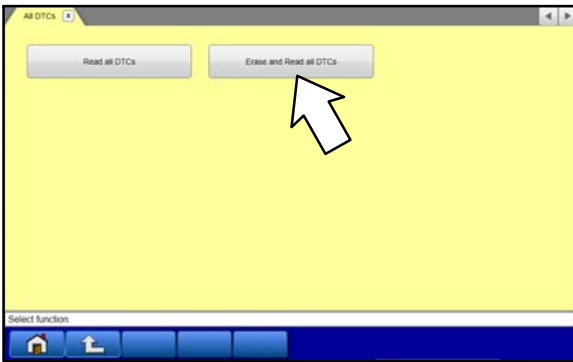 All DTCs x
Read all DTCs
Erase and Read all DTCs
Select function.